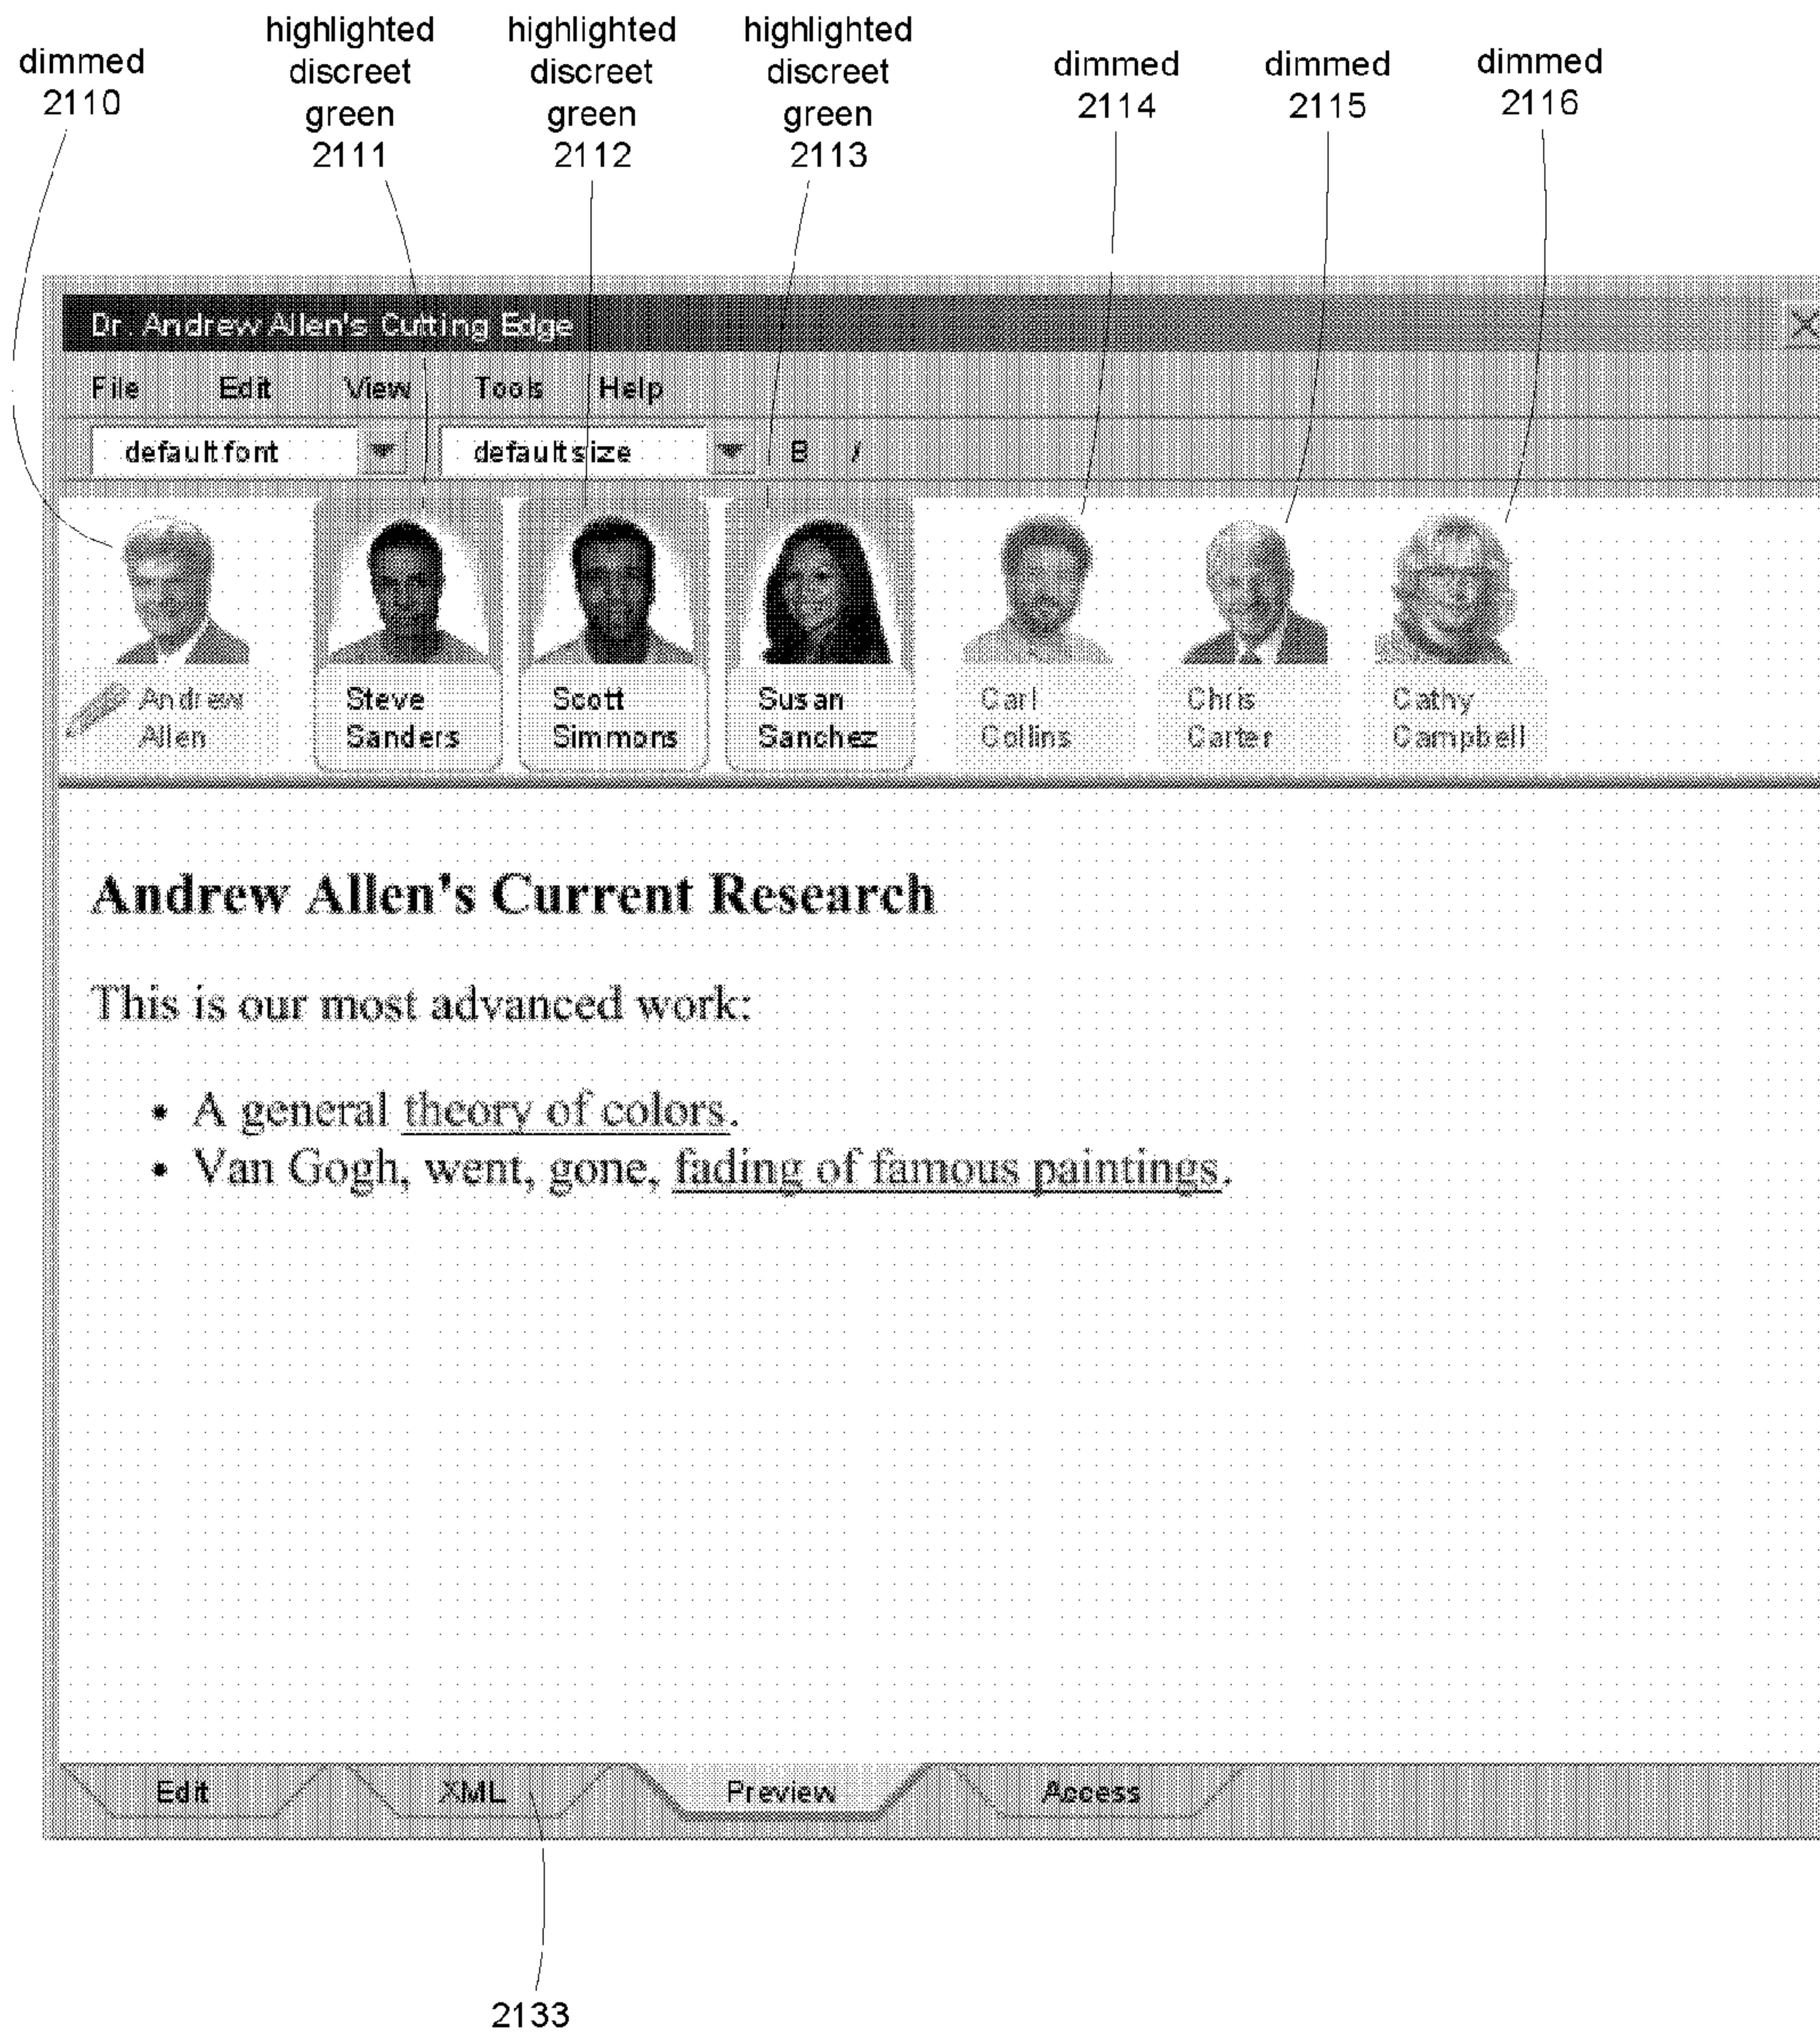 dimmed
2110
highlighted
discreet
green
2111
highlighted
discreet
green
2112
highlighted
discreet
green
2113
dimmed
2114
dimmed
2115
dimmed
2116
Dr. Andrew Allen's Cutting Edge
File Edit View Tools Help
default font default size B I
Andrew
Allen
Steve
Sanders
Scott
Simmons
Susan
Sanchez
Carl
Collins
Chris
Carter
Cathy
Campbell
Andrew Allen's Current Research
This is our most advanced work:
• A general theory of colors.
• Van Gogh, went, gone, fading of famous paintings.
Edit XML Preview Access
2133